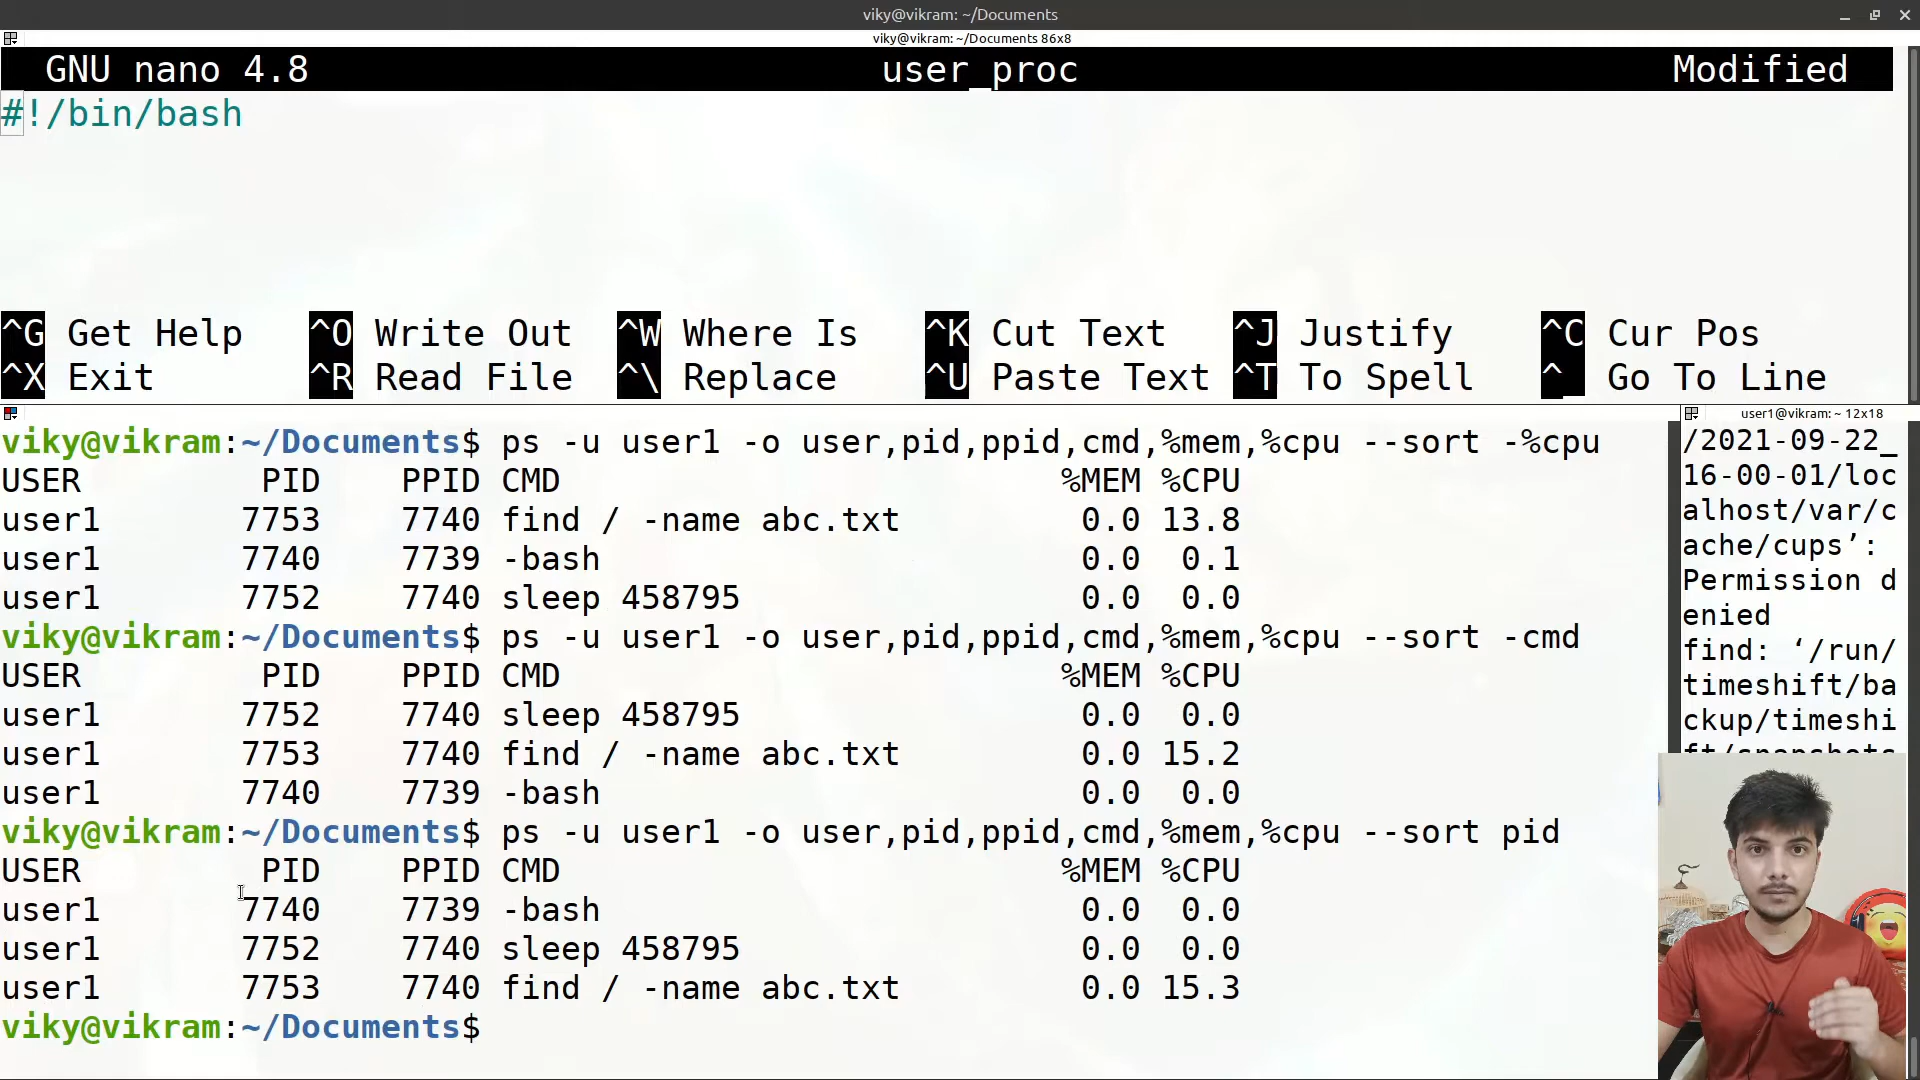 viky@vikram: ~/Documents
viky@vikram: ~/Documents 86x8
GNU nano 4.8 user_proc Modified
#!/bin/bash
^G Get Help ^O Write Out ^W Where Is ^K Cut Text ^J Justify ^C Cur Pos
^X Exit ^R Read File ^\ Replace ^U Paste Text ^T To Spell ^_ Go To Line
viky@vikram:~/Documents$ ps -u user1 -o user,pid,ppid,cmd,%mem,%cpu --sort -%cpu
USER PID PPID CMD %MEM %CPU
user1 7753 7740 find / -name abc.txt 0.0 13.8
user1 7740 7739 -bash 0.0 0.1
user1 7752 7740 sleep 458795 0.0 0.0
viky@vikram:~/Documents$ ps -u user1 -o user,pid,ppid,cmd,%mem,%cpu --sort -cmd
USER PID PPID CMD %MEM %CPU
user1 7752 7740 sleep 458795 0.0 0.0
user1 7753 7740 find / -name abc.txt 0.0 15.2
user1 7740 7739 -bash 0.0 0.0
viky@vikram:~/Documents$ ps -u user1 -o user,pid,ppid,cmd,%mem,%cpu --sort pid
USER PID PPID CMD %MEM %CPU
user1 7740 7739 -bash 0.0 0.0
user1 7752 7740 sleep 458795 0.0 0.0
user1 7753 7740 find / -name abc.txt 0.0 15.3
viky@vikram:~/Documents$
user1@vikram: ~ 12x18
/2021-09-22_
16-00-01/loc
alhost/var/c
ache/cups’:
Permission d
enied
find: ‘/run/
timeshift/ba
ckup/timeshi
ft/snapshots